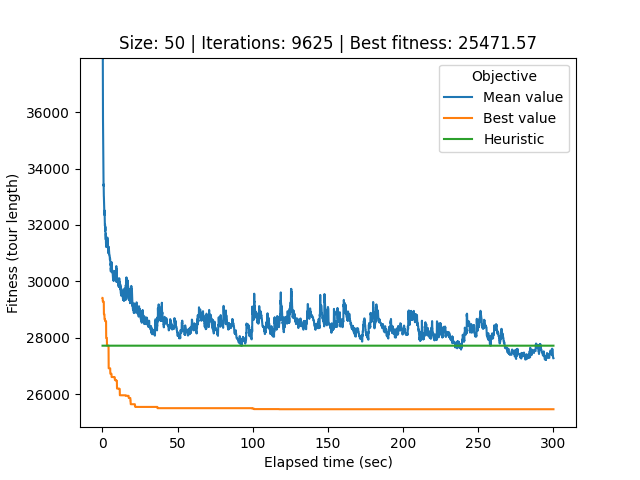 Size: 50 | Iterations: 9625 | Best fitness: 25471.57
Objective
Mean value
Best value
Heuristic
Fitness (tour length)
36000
34000
32000
30000
28000
26000
0 50 100 150 200 250 300
Elapsed time (sec)